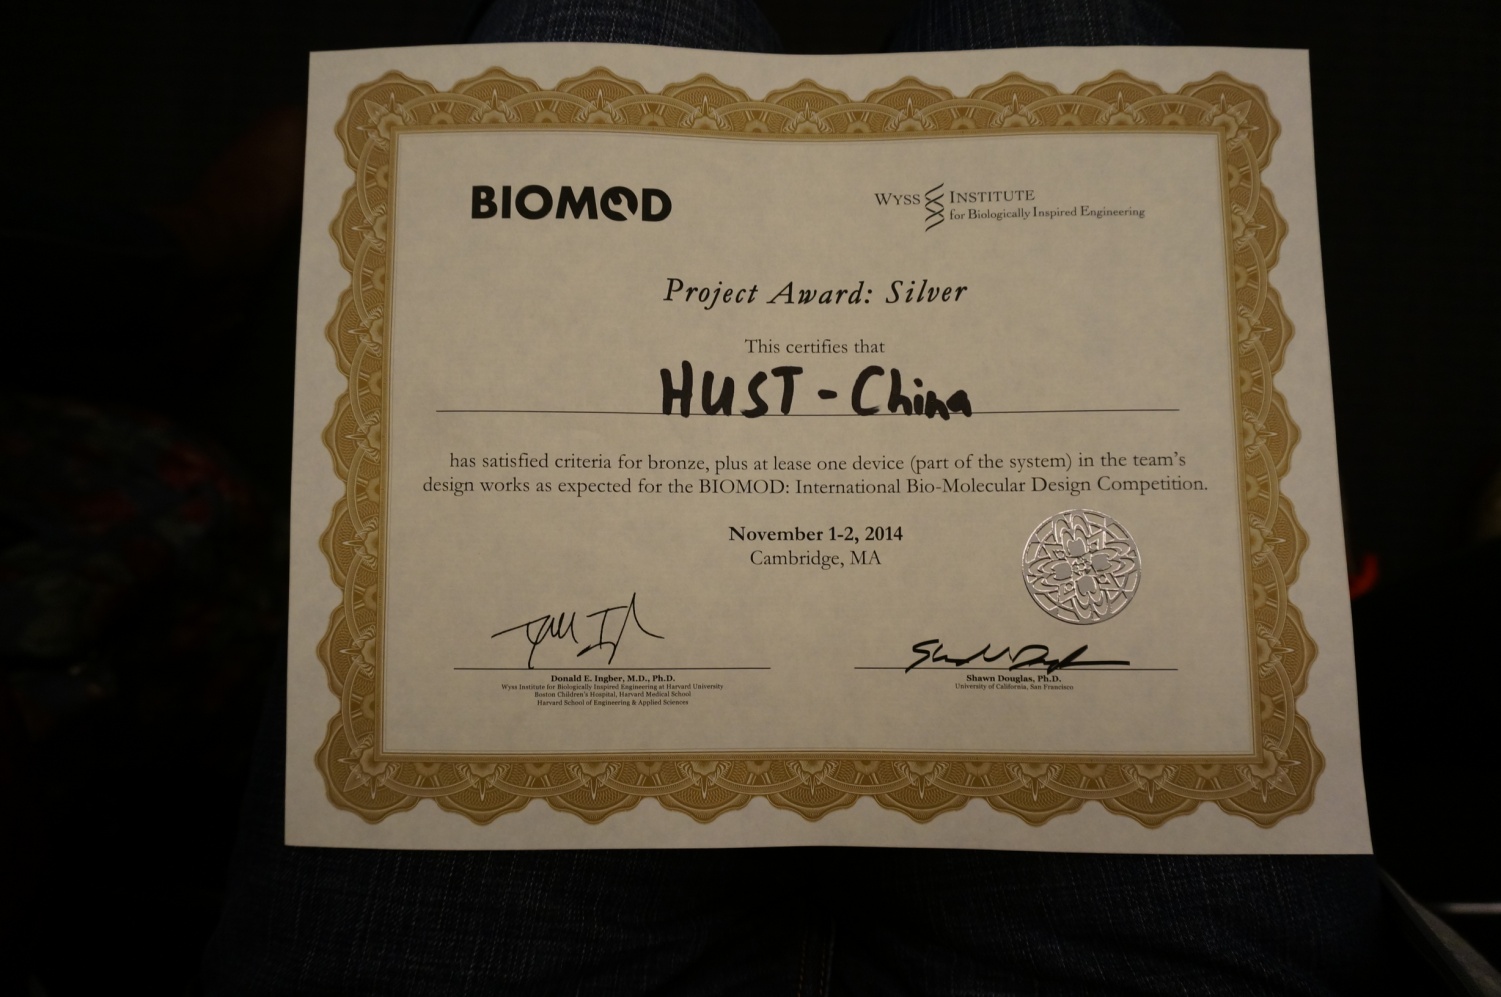 BIOMOD
WYSS INSTITUTE
for Biologically Inspired Engineering
Project Award: Silver
This certifies that
HUST - China
has satisfied criteria for bronze, plus at lease one device (part of the system) in the team's
design works as expected for the BIOMOD: International Bio-Molecular Design Competition.
November 1-2, 2014
Cambridge, MA
Donald E. Ingber, M.D., Ph.D.
Wyss Institute for Biologically Inspired Engineering at Harvard University
Boston Children's Hospital, Harvard Medical School
Harvard School of Engineering & Applied Sciences
Shawn Douglas, Ph.D.
University of California, San Francisco